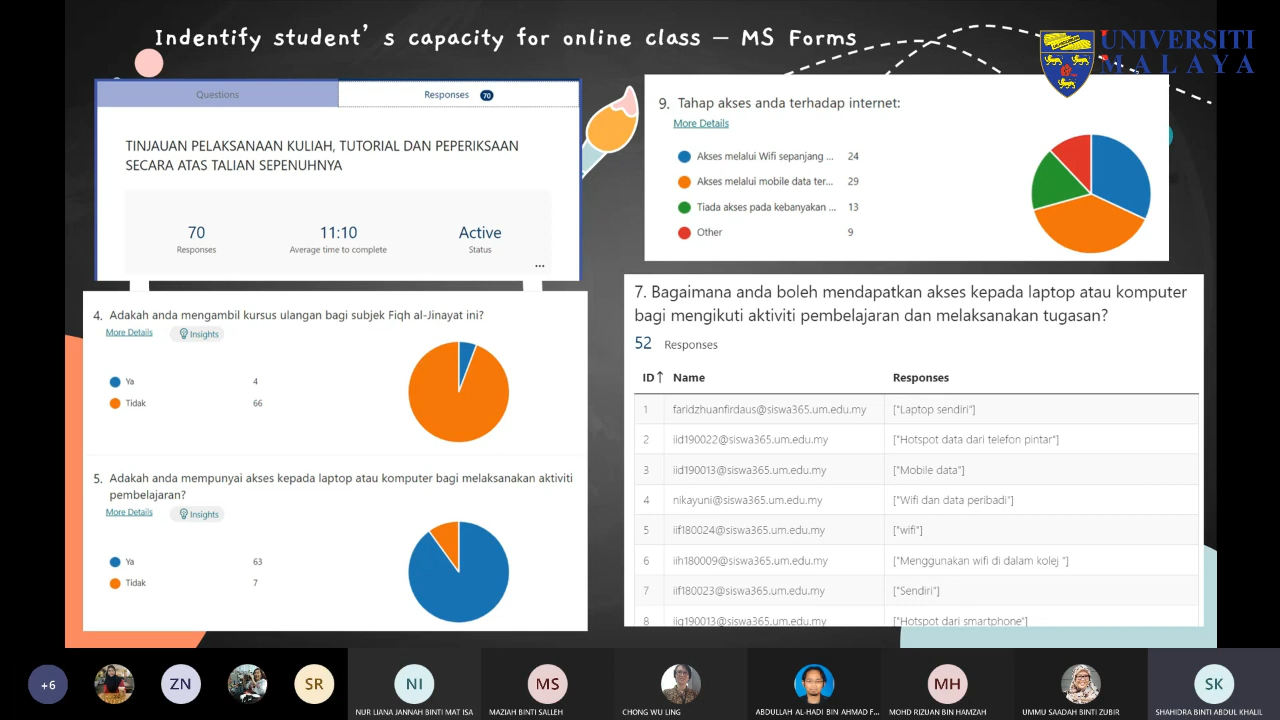 Indentify student's capacity for online class – MS Forms
UNIVERSITI
MALAYA
Questions
Responses 70
TINJAUAN PELAKSANAAN KULIAH, TUTORIAL DAN PEPERIKSAAN
SECARA ATAS TALIAN SEPENUHNYA
70
Responses
11:10
Average time to complete
Active
Status
...
4. Adakah anda mengambil kursus ulangan bagi subjek Fiqh al-Jinayat ini?
More Details
Insights
Ya 4
Tidak 66
5. Adakah anda mempunyai akses kepada laptop atau komputer bagi melaksanakan aktiviti
pembelajaran?
More Details
Insights
Ya 63
Tidak 7
9. Tahap akses anda terhadap internet:
More Details
Akses melalui Wifi sepanjang ... 24
Akses melalui mobile data ter... 29
Tiada akses pada kebanyakan ... 13
Other 9
7. Bagaimana anda boleh mendapatkan akses kepada laptop atau komputer
bagi mengikuti aktiviti pembelajaran dan melaksanakan tugasan?
52 Responses
ID↑ Name Responses
1 faridzhuanfirdaus@siswa365.um.edu.my ["Laptop sendiri"]
2 iid190022@siswa365.um.edu.my ["Hotspot data dari telefon pintar"]
3 iid190013@siswa365.um.edu.my ["Mobile data"]
4 nikayuni@siswa365.um.edu.my ["Wifi dan data peribadi"]
5 iif180024@siswa365.um.edu.my ["wifi"]
6 iih180009@siswa365.um.edu.my ["Menggunakan wifi di dalam kolej "]
7 iif180023@siswa365.um.edu.my ["Sendiri"]
8 iig190013@siswa365.um.edu.my ["Hotspot dari smartphone"]
+6
ZN
SR
NI
NUR LIANA JANNAH BINTI MAT ISA
MS
MAZIAH BINTI SALLEH
CHONG WU LING
ABDULLAH AL-HADI BIN AHMAD F...
MH
MOHD RIZUAN BIN HAMZAH
UMMU SAADAH BINTI ZUBIR
SK
SHAHIDRA BINTI ABDUL KHALIL